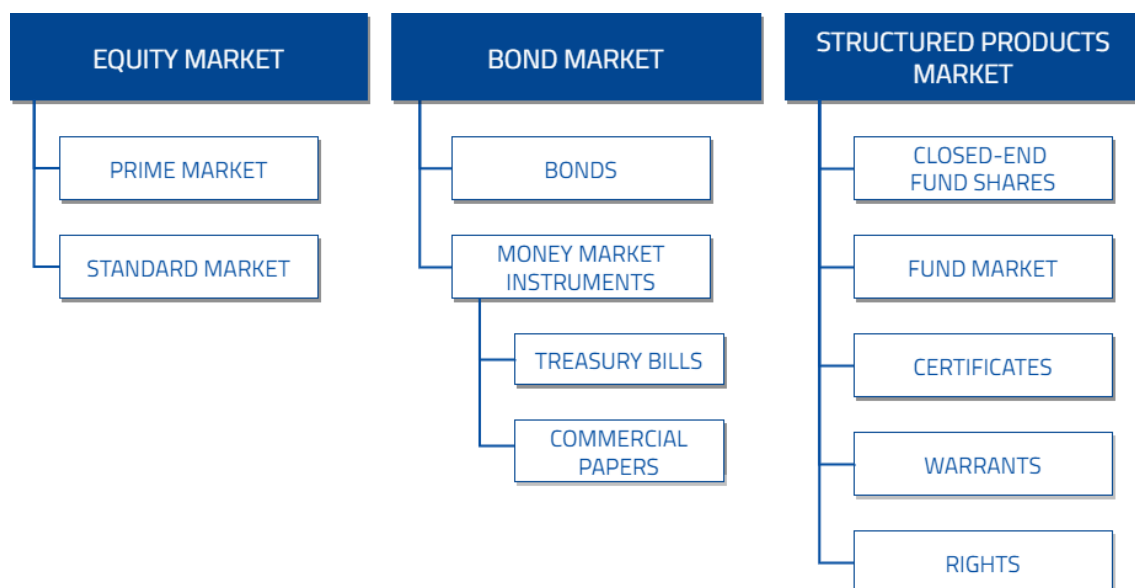 EQUITY MARKET
PRIME MARKET
STANDARD MARKET
BOND MARKET
BONDS
MONEY MARKET
INSTRUMENTS
TREASURY BILLS
COMMERCIAL
PAPERS
STRUCTURED PRODUCTS
MARKET
CLOSED-END
FUND SHARES
FUND MARKET
CERTIFICATES
WARRANTS
RIGHTS